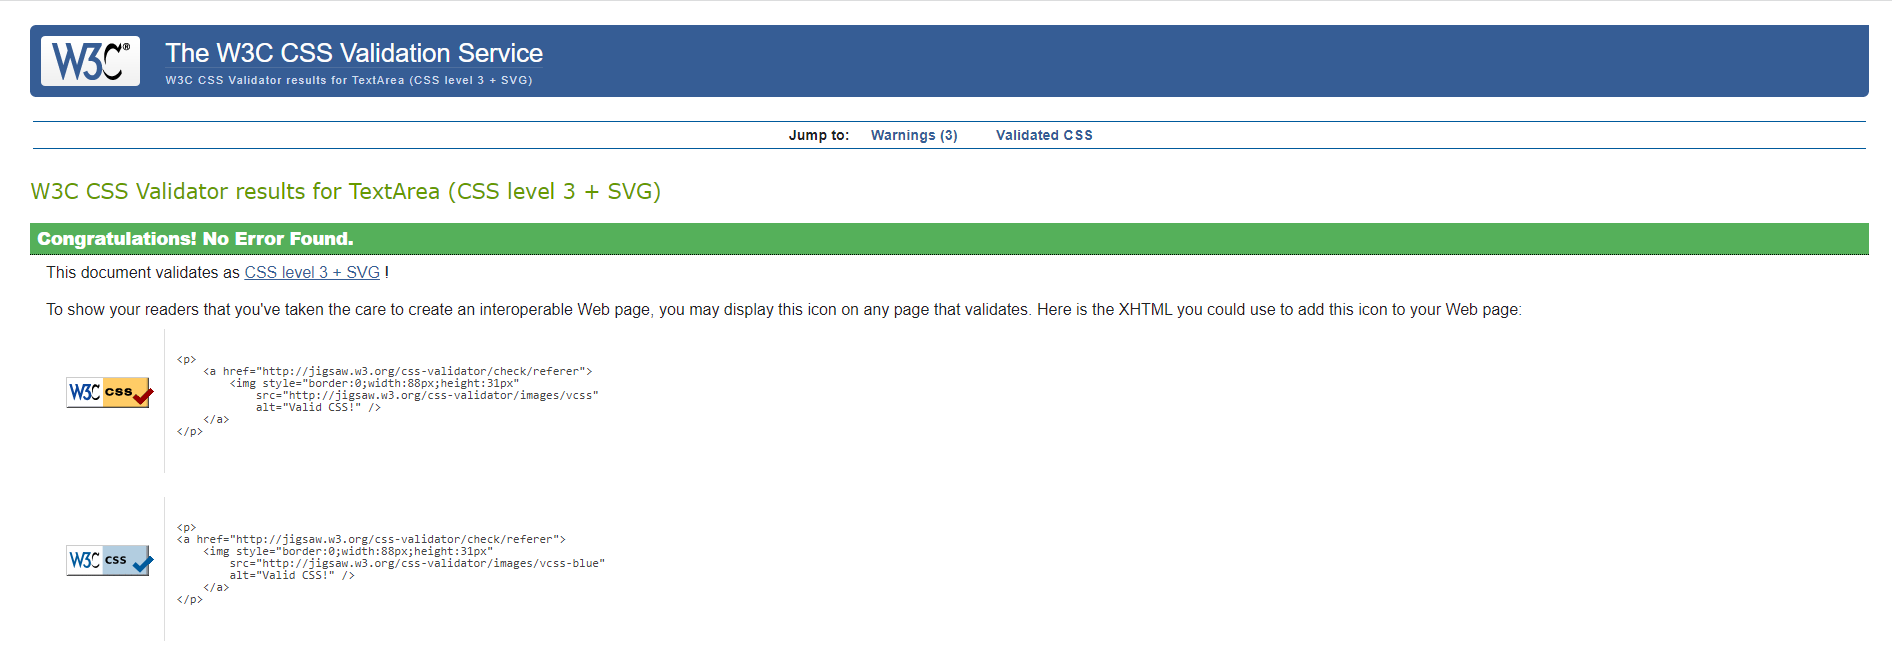 W3C®
The W3C CSS Validation Service
W3C CSS Validator results for TextArea (CSS level 3 + SVG)
Jump to: Warnings (3) Validated CSS
W3C CSS Validator results for TextArea (CSS level 3 + SVG)
Congratulations! No Error Found.
This document validates as CSS level 3 + SVG !
To show your readers that you've taken the care to create an interoperable Web page, you may display this icon on any page that validates. Here is the XHTML you could use to add this icon to your Web page:
W3C css
<p>
<a href="http://jigsaw.w3.org/css-validator/check/referer">
<img style="border:0;width:88px;height:31px"
src="http://jigsaw.w3.org/css-validator/images/vcss"
alt="Valid CSS!" />
</a>
</p>
W3C css
<p>
<a href="http://jigsaw.w3.org/css-validator/check/referer">
<img style="border:0;width:88px;height:31px"
src="http://jigsaw.w3.org/css-validator/images/vcss-blue"
alt="Valid CSS!" />
</a>
</p>